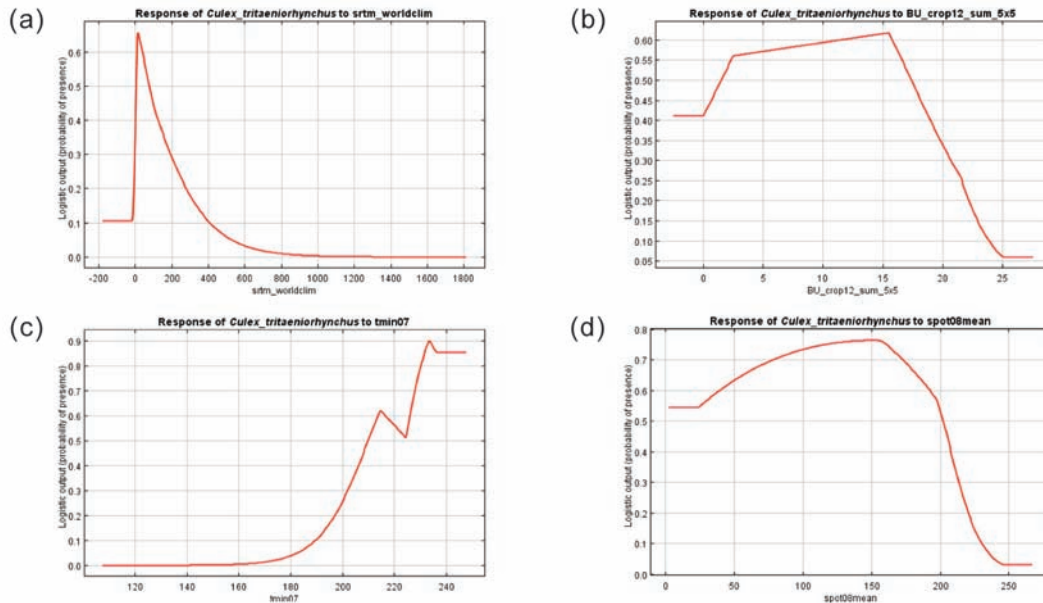 (a)
Response of Culex_tritaeniorhynchus to srtm_worldclim
Logistic output (probability of presence)
0.6
0.5
0.4
0.3
0.2
0.1
0.0
-200 0 200 400 600 800 1000 1200 1400 1600 1800
srtm_worldclim
(b)
Response of Culex_tritaeniorhynchus to BU_crop12_sum_5x5
Logistic output (probability of presence)
0.60
0.55
0.50
0.45
0.40
0.35
0.30
0.25
0.20
0.15
0.10
0.05
0 5 10 15 20 25
BU_crop12_sum_5x5
(c)
Response of Culex_tritaeniorhynchus to tmin07
Logistic output (probability of presence)
0.9
0.8
0.7
0.6
0.5
0.4
0.3
0.2
0.1
0.0
120 140 160 180 200 220 240
tmin07
(d)
Response of Culex_tritaeniorhynchus to spot08mean
Logistic output (probability of presence)
0.8
0.7
0.6
0.5
0.4
0.3
0.2
0.1
0.0
0 50 100 150 200 250
spot08mean